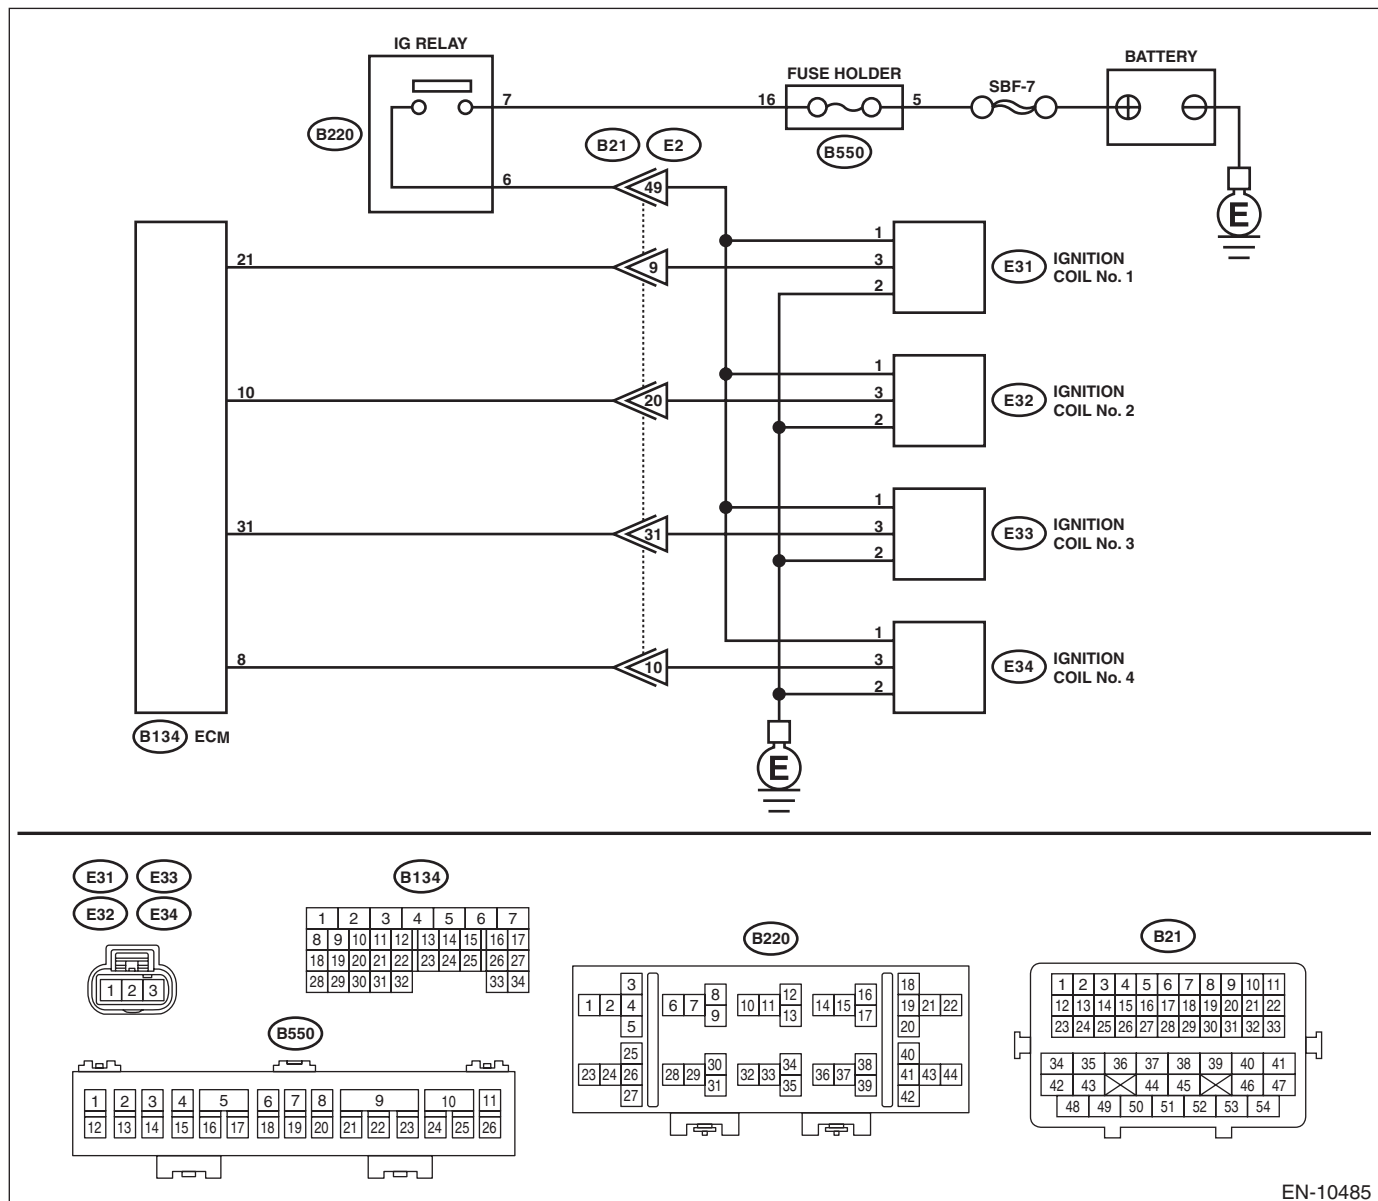 IG RELAY
BATTERY
FUSE HOLDER
SBF-7
7
16
5
B220
B21
E2
B550
6
49
E
1
21
9
3
E31
IGNITION
COIL No. 1
2
1
10
20
3
E32
IGNITION
COIL No. 2
2
1
31
31
3
E33
IGNITION
COIL No. 3
2
1
8
10
3
E34
IGNITION
COIL No. 4
2
B134
ECM
E
E31 E33
E32 E34
1 2 3
B134
1 2 3 4 5 6 7
8 9 10 11 12 13 14 15 16 17
18 19 20 21 22 23 24 25 26 27
28 29 30 31 32 33 34
B550
1 2 3 4 5 6 7 8 9 10 11
12 13 14 15 16 17 18 19 20 21 22 23 24 25 26
B220
3 8 12 16 18
1 2 4 6 7 10 11 14 15 19 21 22
5 9 13 17 20
25 30 34 38 40
23 24 26 28 29 32 33 36 37 41 43 44
27 31 35 39 42
B21
1 2 3 4 5 6 7 8 9 10 11
12 13 14 15 16 17 18 19 20 21 22
23 24 25 26 27 28 29 30 31 32 33
34 35 36 37 38 39 40 41
42 43 44 45 46 47
48 49 50 51 52 53 54
EN-10485